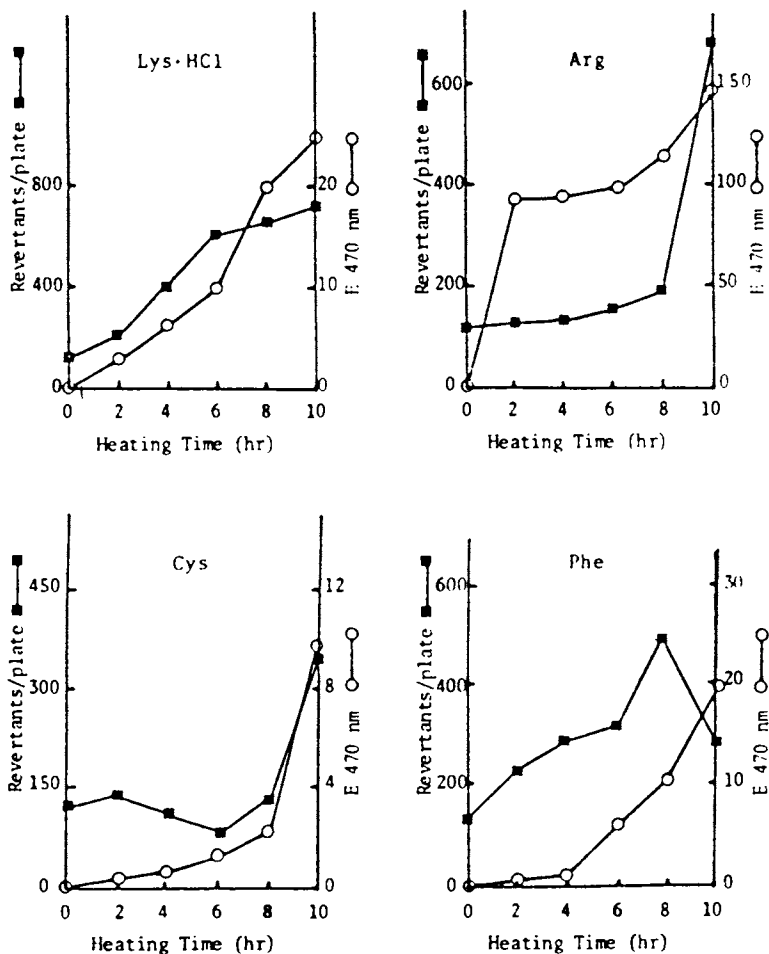 Lys·HCl
Revertants/plate
800
400
0
20
10
0
E 470 nm
0 2 4 6 8 10
Heating Time (hr)
Arg
Revertants/plate
600
400
200
0
150
100
50
0
E 470 nm
0 2 4 6 8 10
Heating Time (hr)
Cys
Revertants/plate
450
300
150
0
12
8
4
0
E 470 nm
0 2 4 6 8 10
Heating Time (hr)
Phe
Revertants/plate
600
400
200
0
30
20
10
0
E 470 nm
0 2 4 6 8 10
Heating Time (hr)